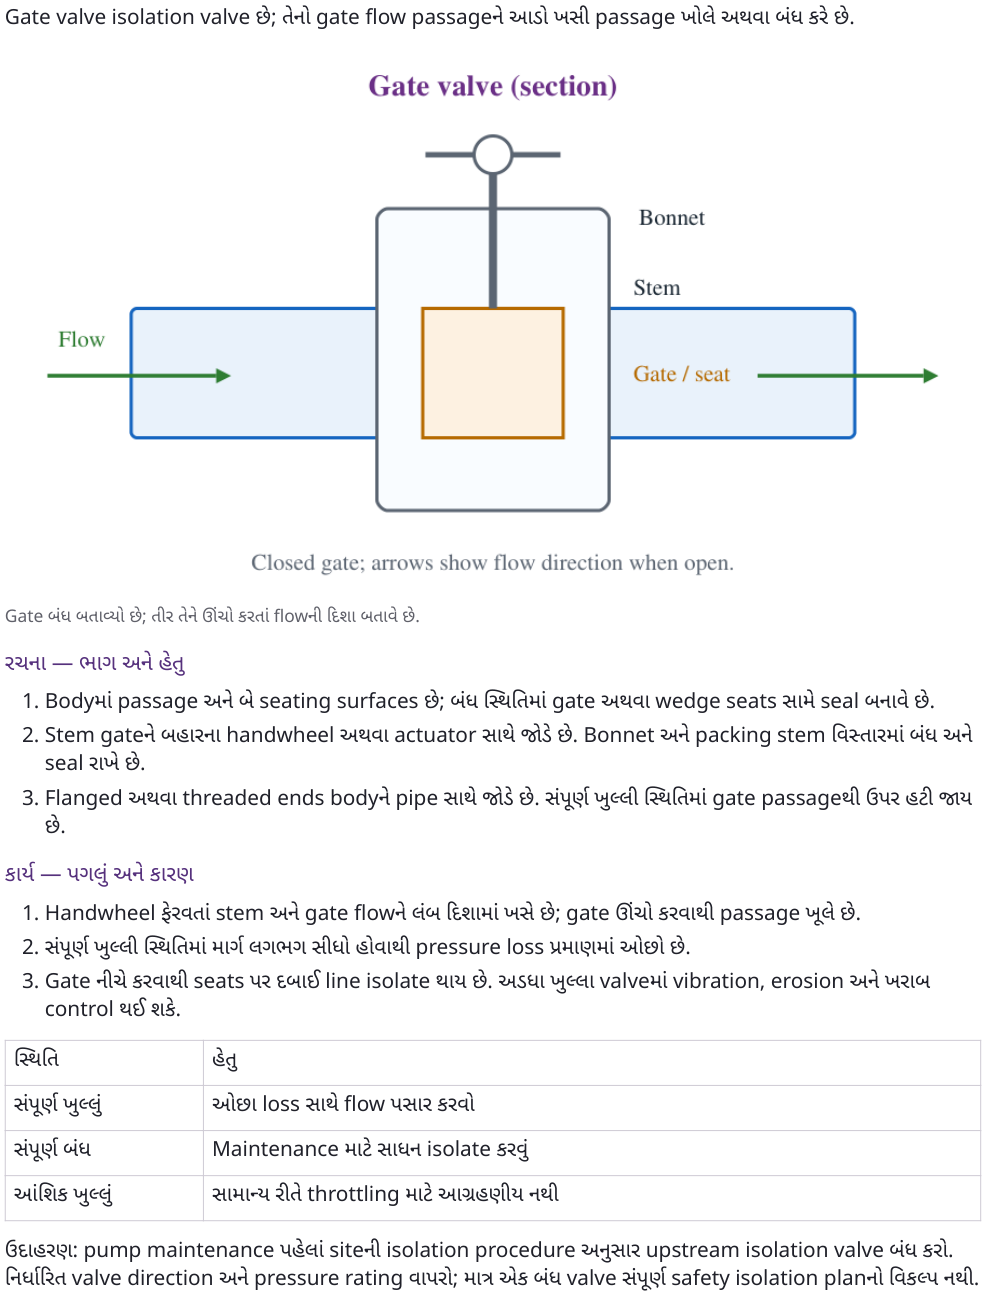 Gate valve isolation valve છે; તેનો gate flow passageને આડો ખસી passage ખોલે અથવા બંધ કરે છે.
Gate valve (section)
Bonnet
Stem
Flow
Gate / seat
Closed gate; arrows show flow direction when open.
Gate બંધ બતાવ્યો છે; તીર તેને ઊંચો કરતાં flowની દિશા બતાવે છે.
રચના — ભાગ અને હેતુ
1. Bodyમાં passage અને બે seating surfaces છે; બંધ સ્થિતિમાં gate અથવા wedge seats સામે seal બનાવે છે.
2. Stem gateને બહારના handwheel અથવા actuator સાથે જોડે છે. Bonnet અને packing stem વિસ્તારમાં બંધ અને
seal રાખે છે.
3. Flanged અથવા threaded ends bodyને pipe સાથે જોડે છે. સંપૂર્ણ ખુલ્લી સ્થિતિમાં gate passageથી ઉપર હટી જાય
છે.
કાર્ય — પગલું અને કારણ
1. Handwheel ફેરવતાં stem અને gate flowને લંબ દિશામાં ખસે છે; gate ઊંચો કરવાથી passage ખૂલે છે.
2. સંપૂર્ણ ખુલ્લી સ્થિતિમાં માર્ગ લગભગ સીધો હોવાથી pressure loss પ્રમાણમાં ઓછો છે.
3. Gate નીચે કરવાથી seats પર દબાઈ line isolate થાય છે. અડધા ખુલ્લા valveમાં vibration, erosion અને ખરાબ
control થઈ શકે.
સ્થિતિ હેતુ
સંપૂર્ણ ખુલ્લું ઓછા loss સાથે flow પસાર કરવો
સંપૂર્ણ બંધ Maintenance માટે સાધન isolate કરવું
આંશિક ખુલ્લું સામાન્ય રીતે throttling માટે આગ્રહણીય નથી
ઉદાહરણ: pump maintenance પહેલાં siteની isolation procedure અનુસાર upstream isolation valve બંધ કરો.
નિર્ધારિત valve direction અને pressure rating વાપરો; માત્ર એક બંધ valve સંપૂર્ણ safety isolation planનો વિકલ્પ નથી.